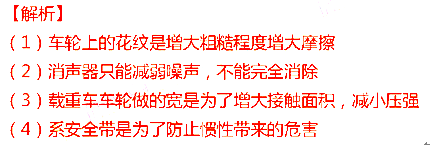 【解析】
（1）车轮上的花纹是增大粗糙程度增大摩擦
（2）消声器只能减弱噪声，不能完全消除
（3）载重车车轮做的宽是为了增大接触面积，减小压强
（4）系安全带是为了防止惯性带来的危害